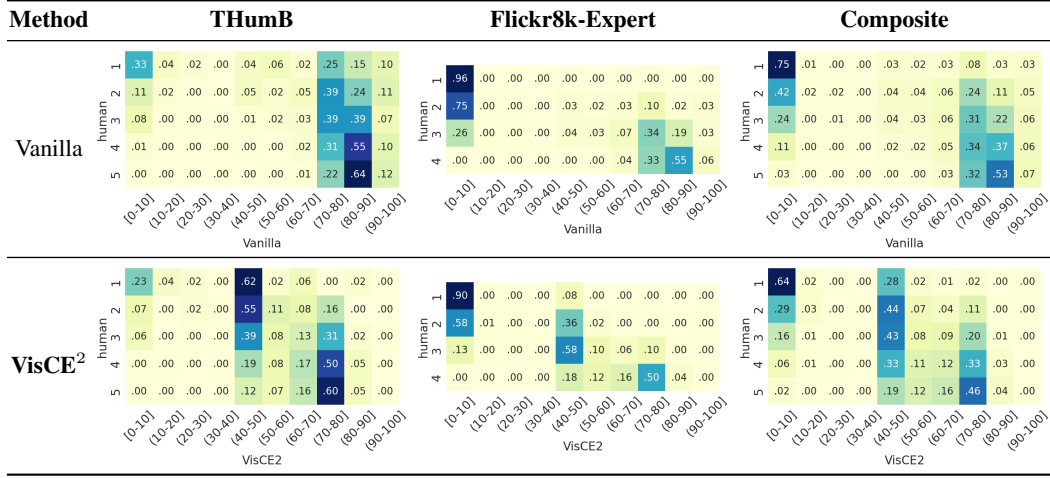 Method THumB Flickr8k-Expert Composite
Vanilla
human
1 .33 .04 .02 .00 .04 .06 .02 .25 .15 .10
2 .11 .02 .00 .00 .05 .02 .05 .39 .24 .11
3 .08 .00 .00 .00 .01 .02 .03 .39 .39 .07
4 .01 .00 .00 .00 .00 .00 .00 .31 .55 .10
5 .00 .00 .00 .00 .00 .00 .01 .22 .64 .12
[0-10] (10-20] (20-30] (30-40] (40-50] (50-60] (60-70] (70-80] (80-90] (90-100]
Vanilla
human
1 .96 .00 .00 .00 .00 .00 .00 .00 .00 .00
2 .75 .00 .00 .00 .03 .02 .03 .10 .02 .03
3 .26 .00 .00 .00 .04 .03 .07 .34 .19 .03
4 .00 .00 .00 .00 .00 .00 .04 .33 .55 .06
[0-10] (10-20] (20-30] (30-40] (40-50] (50-60] (60-70] (70-80] (80-90] (90-100]
Vanilla
human
1 .75 .01 .00 .00 .03 .02 .03 .08 .03 .03
2 .42 .02 .00 .00 .04 .04 .06 .24 .11 .05
3 .24 .01 .00 .00 .04 .03 .06 .31 .22 .06
4 .11 .00 .00 .00 .02 .02 .05 .34 .37 .06
5 .03 .00 .00 .00 .00 .00 .03 .32 .53 .07
[0-10] (10-20] (20-30] (30-40] (40-50] (50-60] (60-70] (70-80] (80-90] (90-100]
Vanilla
VisCE²
human
1 .23 .04 .02 .00 .62 .02 .06 .00 .02 .00
2 .07 .02 .00 .00 .55 .11 .08 .16 .00 .00
3 .06 .00 .00 .00 .39 .08 .13 .31 .02 .00
4 .00 .00 .00 .00 .19 .08 .17 .50 .05 .00
5 .00 .00 .00 .00 .12 .07 .16 .60 .05 .00
[0-10] (10-20] (20-30] (30-40] (40-50] (50-60] (60-70] (70-80] (80-90] (90-100]
VisCE2
human
1 .90 .00 .00 .00 .08 .00 .00 .00 .00 .00
2 .58 .01 .00 .00 .36 .02 .00 .00 .00 .00
3 .13 .00 .00 .00 .58 .10 .06 .10 .00 .00
4 .00 .00 .00 .00 .18 .12 .16 .50 .04 .00
[0-10] (10-20] (20-30] (30-40] (40-50] (50-60] (60-70] (70-80] (80-90] (90-100]
VisCE2
human
1 .64 .02 .00 .00 .28 .01 .02 .02 .00 .00
2 .29 .03 .00 .00 .44 .07 .04 .11 .00 .00
3 .16 .01 .00 .00 .43 .08 .09 .20 .01 .00
4 .06 .01 .00 .00 .33 .11 .12 .33 .03 .00
5 .02 .00 .00 .00 .19 .12 .16 .46 .04 .00
[0-10] (10-20] (20-30] (30-40] (40-50] (50-60] (60-70] (70-80] (80-90] (90-100]
VisCE2